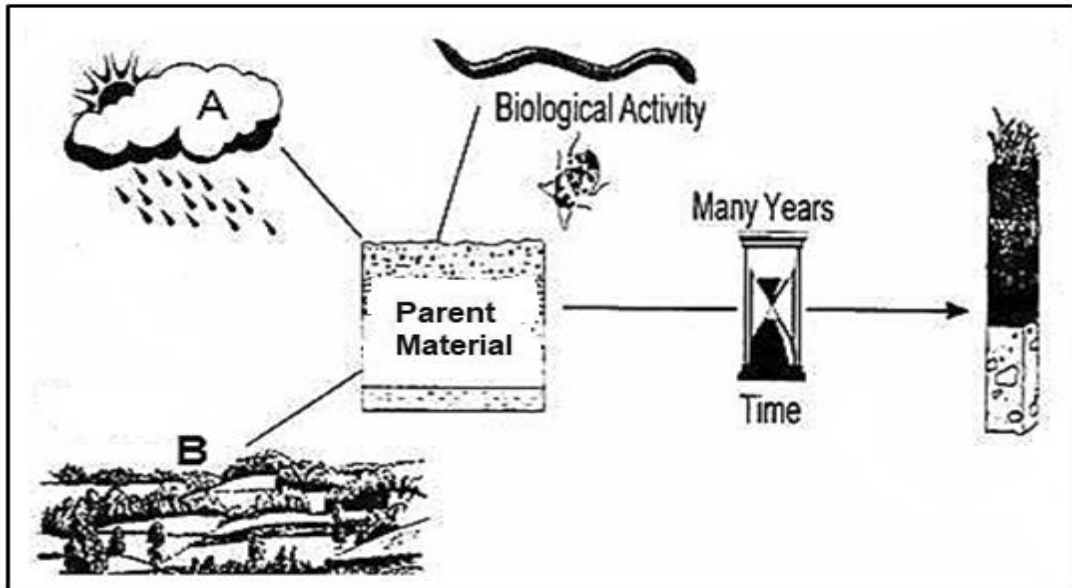 A
Biological Activity
Many Years
Parent
Material
Time
B